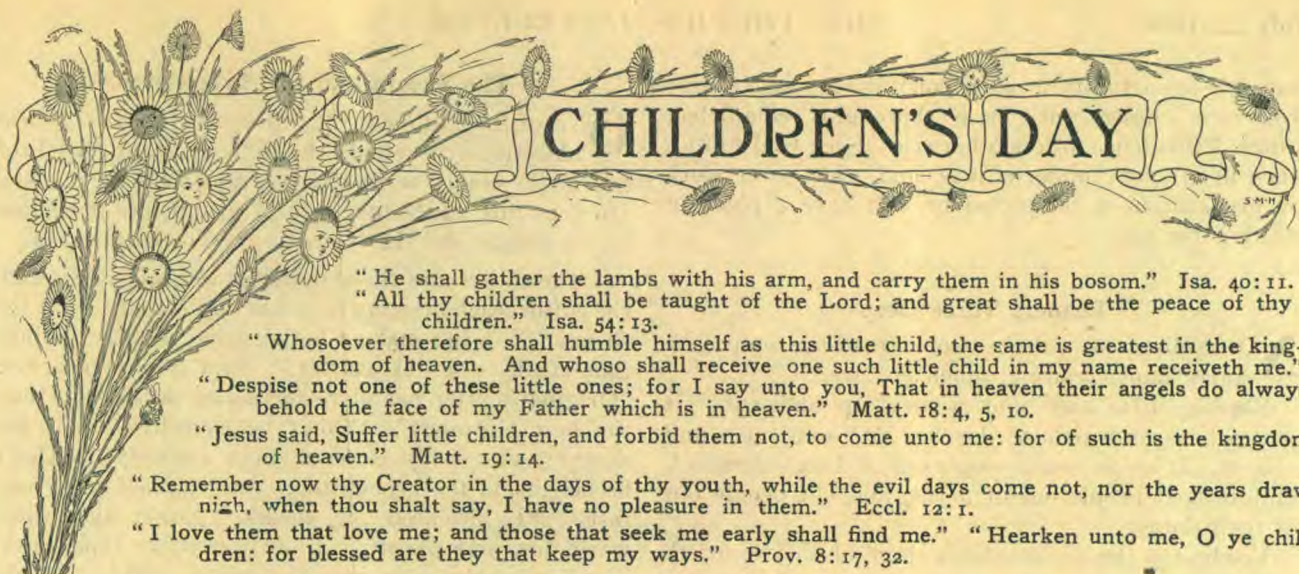 CHILDREN'S DAY
S·M·H
" He shall gather the lambs with his arm, and carry them in his bosom." Isa. 40: 11.
" All thy children shall be taught of the Lord; and great shall be the peace of thy
children." Isa. 54: 13.
" Whosoever therefore shall humble himself as this little child, the same is greatest in the king-
dom of heaven. And whoso shall receive one such little child in my name receiveth me."
" Despise not one of these little ones; for I say unto you, That in heaven their angels do alway
behold the face of my Father which is in heaven." Matt. 18: 4, 5, 10.
" Jesus said, Suffer little children, and forbid them not, to come unto me: for of such is the kingdom
of heaven." Matt. 19: 14.
" Remember now thy Creator in the days of thy youth, while the evil days come not, nor the years draw
nigh, when thou shalt say, I have no pleasure in them." Eccl. 12: 1.
" I love them that love me; and those that seek me early shall find me." " Hearken unto me, O ye chil
dren: for blessed are they that keep my ways." Prov. 8: 17, 32.